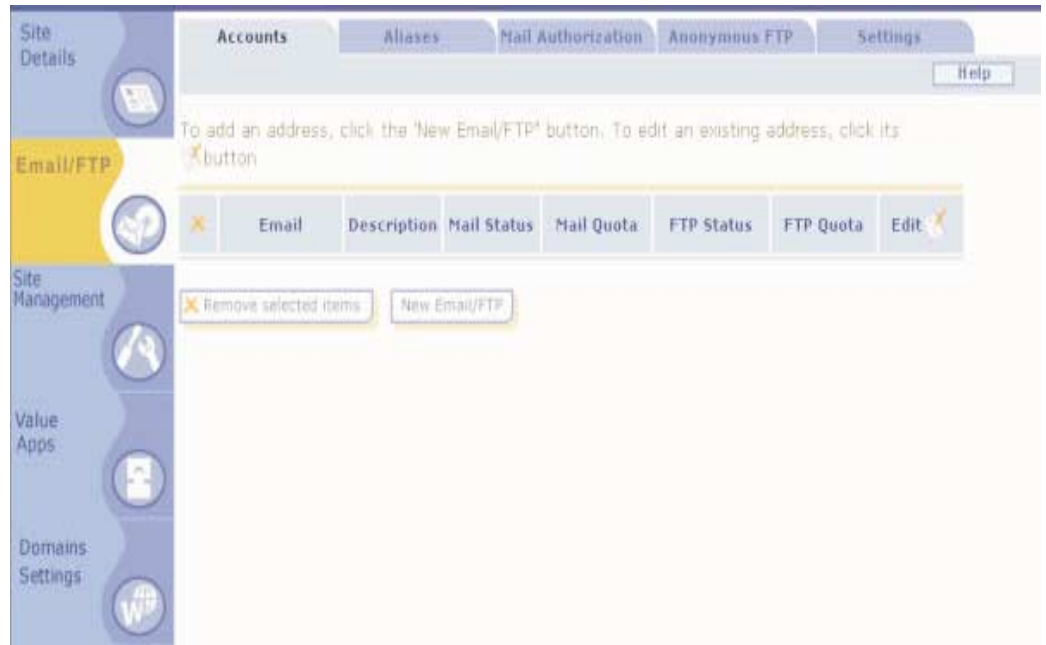 Site
Details
Accounts
Aliases
Mail Authorization
Anonymous FTP
Settings
Help
To add an address, click the 'New Email/FTP' button. To edit an existing address, click its
button
Email/FTP
Email
Description
Mail Status
Mail Quota
FTP Status
FTP Quota
Edit
Site
Management
Remove selected items
New Email/FTP
Value
Apps
Domains
Settings
W